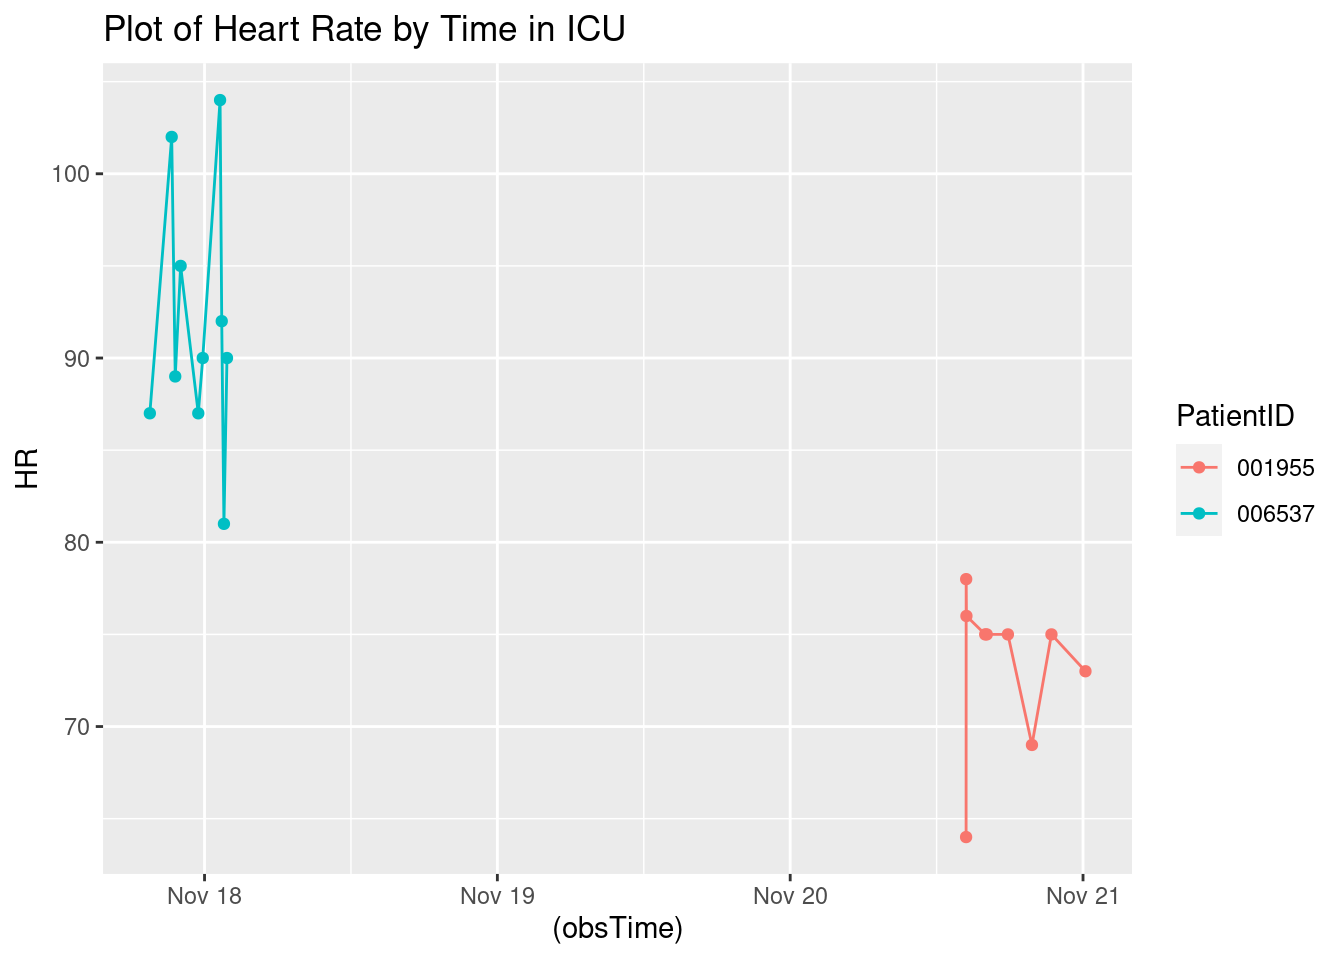 Plot of Heart Rate by Time in ICU
100
90
80
70
HR
Nov 18
Nov 19
Nov 20
Nov 21
(obsTime)
PatientID
001955
006537